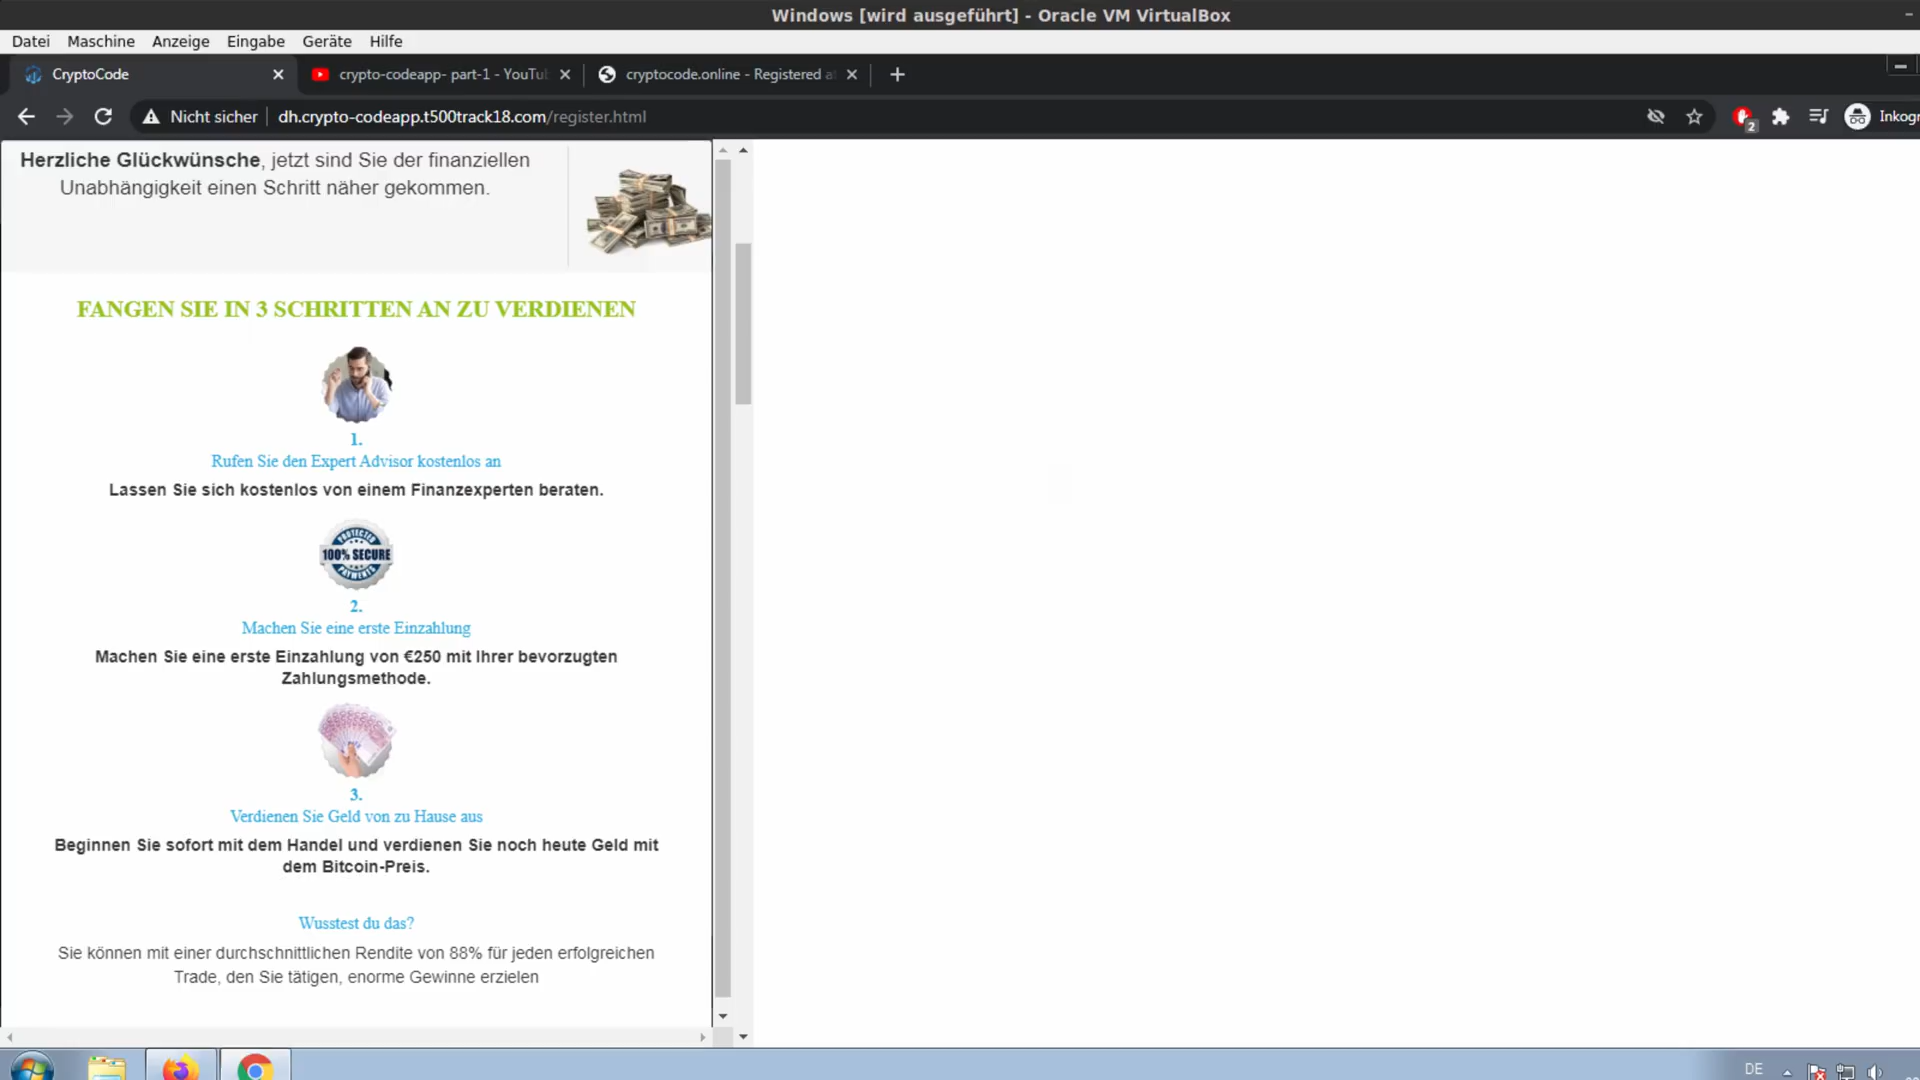 Windows [wird ausgeführt] - Oracle VM VirtualBox
Datei Maschine Anzeige Eingabe Geräte Hilfe
CryptoCode
crypto-codeapp- part-1 - YouTu
cryptocode.online - Registered a
Nicht sicher
dh.crypto-codeapp.t500track18.com/register.html
2
Inkogn
Herzliche Glückwünsche, jetzt sind Sie der finanziellen
Unabhängigkeit einen Schritt näher gekommen.
FANGEN SIE IN 3 SCHRITTEN AN ZU VERDIENEN
1.
Rufen Sie den Expert Advisor kostenlos an
Lassen Sie sich kostenlos von einem Finanzexperten beraten.
PROTECTED
100% SECURE
PAYMENTS
2.
Machen Sie eine erste Einzahlung
Machen Sie eine erste Einzahlung von €250 mit Ihrer bevorzugten
Zahlungsmethode.
3.
Verdienen Sie Geld von zu Hause aus
Beginnen Sie sofort mit dem Handel und verdienen Sie noch heute Geld mit
dem Bitcoin-Preis.
Wusstest du das?
Sie können mit einer durchschnittlichen Rendite von 88% für jeden erfolgreichen
Trade, den Sie tätigen, enorme Gewinne erzielen
DE